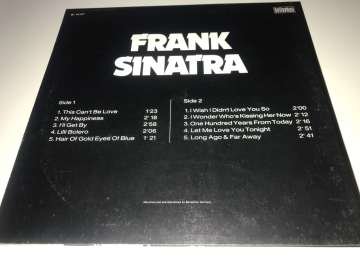 FRANK
SINATRA
Side 1
1. This Can't Be Love 1'23
2. My Happiness 2'18
3. I'll Get By 2'58
4. Lilli Bolero 2'06
5. Hair Of Gold Eyes Of Blue 1'21
Side 2
1. I Wish I Didn't Love You So 2'00
2. I Wonder Who's Kissing Her Now 2'12
3. One Hundred Years From Today 2'16
4. Let Me Love You Tonight 2'51
5. Long Ago & Far Away 2'41